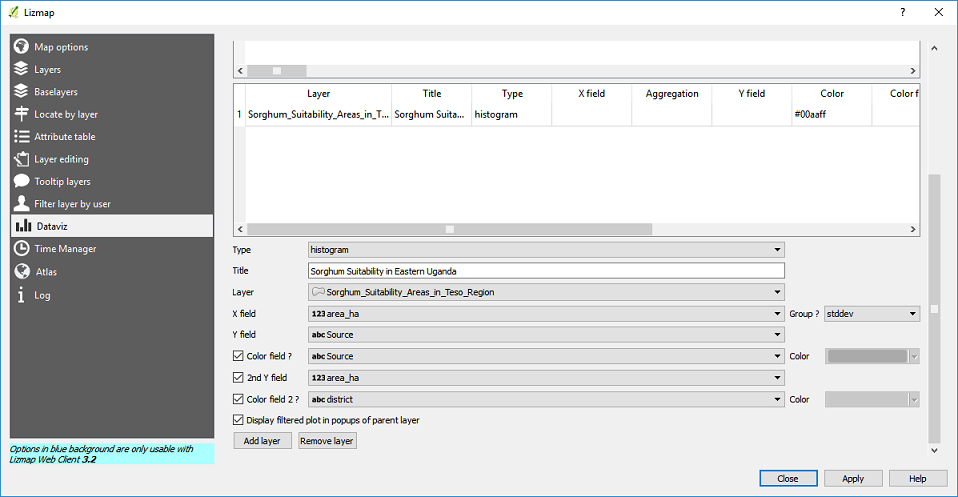 Lizmap
Map options
Layers
Baselayers
Locate by layer
Attribute table
Layer editing
Tooltip layers
Filter layer by user
Dataviz
Time Manager
Atlas
Log
Options in blue background are only usable with
Lizmap Web Client 3.2
Layer Title Type X field Aggregation Y field Color Color f
1 Sorghum_Suitability_Areas_in_T... Sorghum Suita... histogram #00aaff
Type histogram
Title Sorghum Suitability in Eastern Uganda
Layer Sorghum_Suitability_Areas_in_Teso_Region
X field 123 area_ha Group ? stddev
Y field abc Source
Color field ? abc Source Color
2nd Y field 123 area_ha
Color field 2 ? abc district Color
Display filtered plot in popups of parent layer
Add layer Remove layer
Close Apply Help